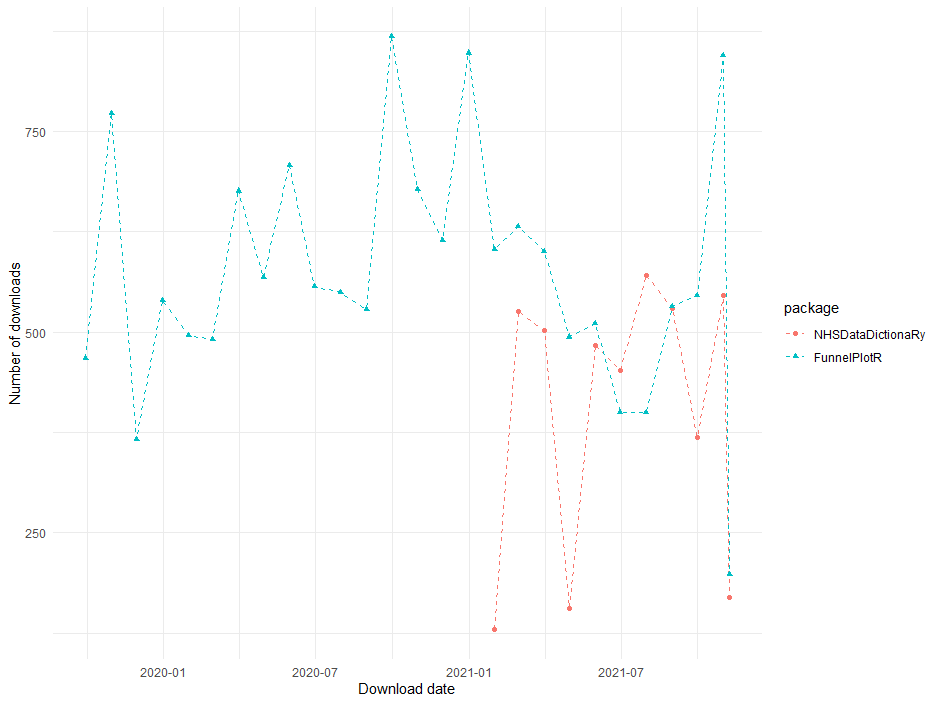 Number of downloads
750
500
250
2020-01
2020-07
2021-01
2021-07
Download date
package
NHSDataDictionaRy
FunnelPlotR